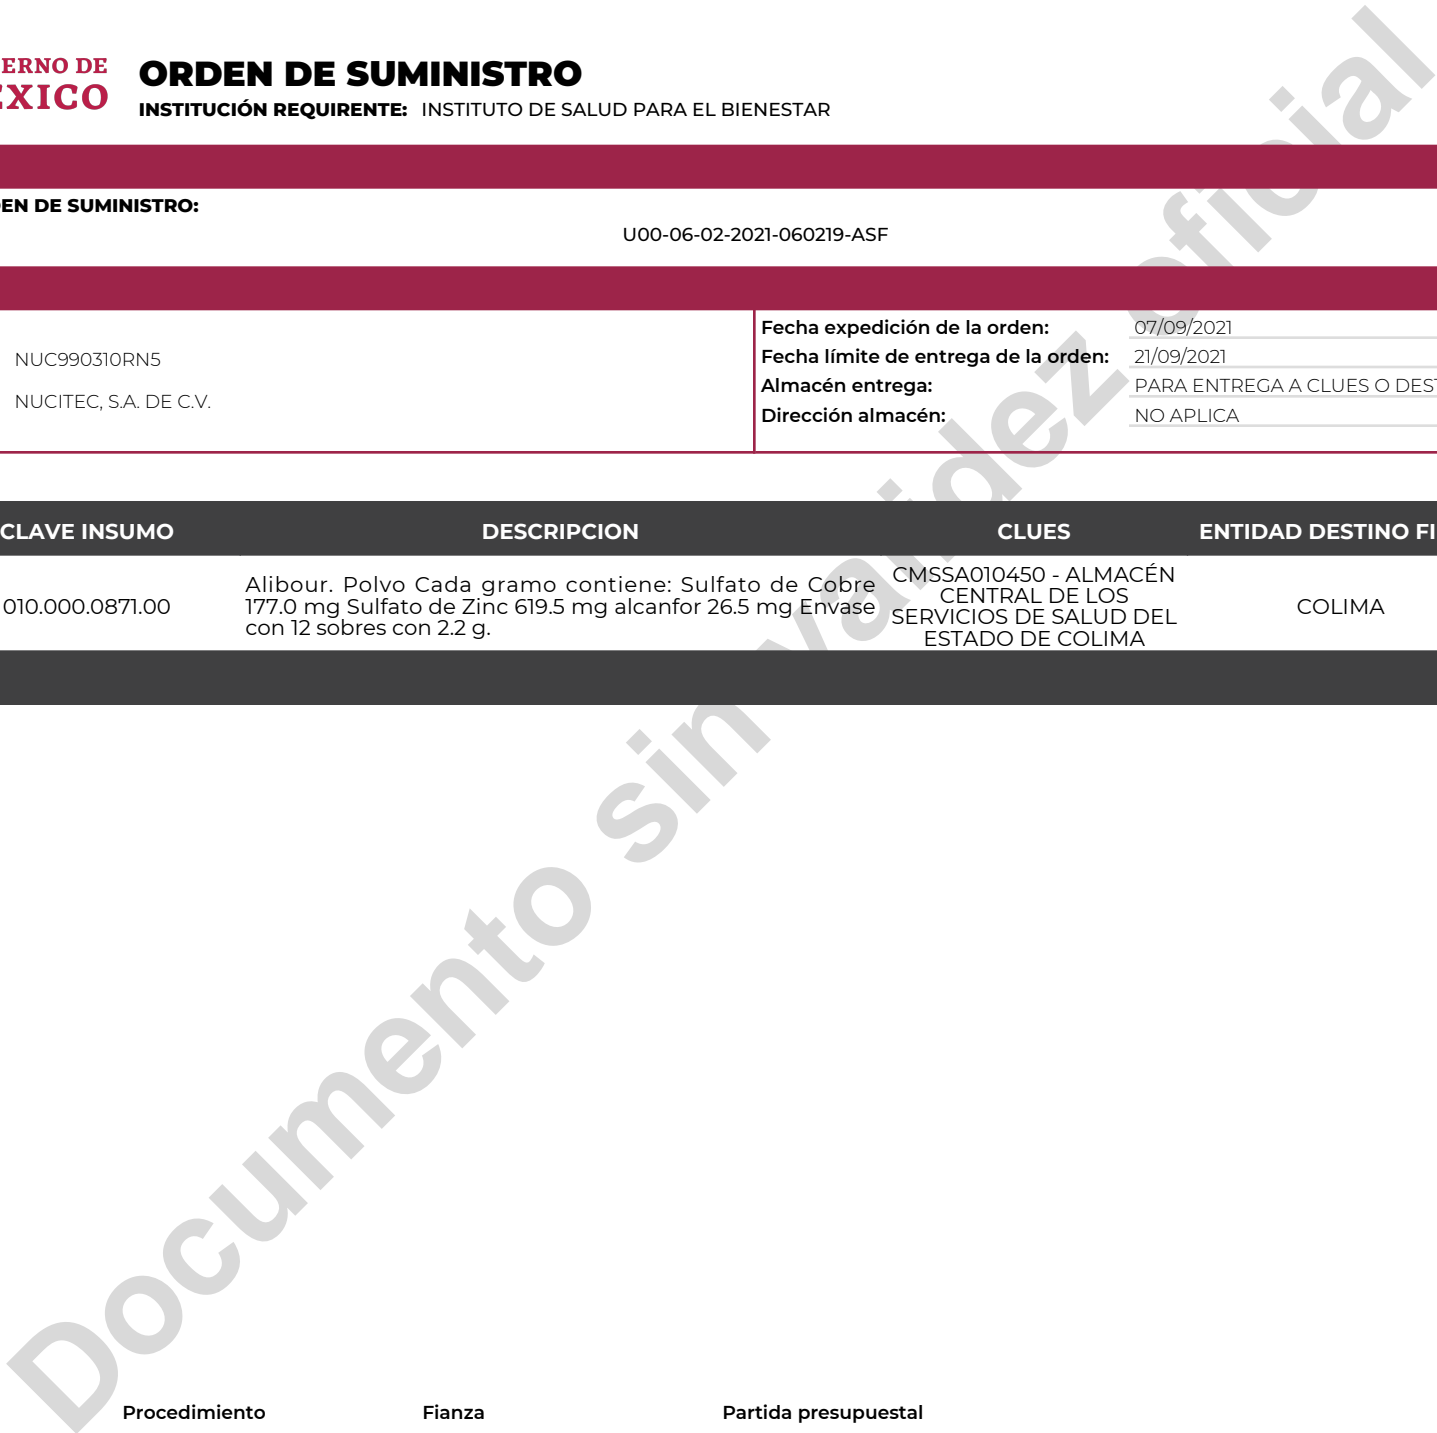 ERNO DE
XICO
ORDEN DE SUMINISTRO
INSTITUCIÓN REQUIRENTE: INSTITUTO DE SALUD PARA EL BIENESTAR
EN DE SUMINISTRO:
U00-06-02-2021-060219-ASF
NUC990310RN5
NUCITEC, S.A. DE C.V.
Fecha expedición de la orden: 07/09/2021
Fecha límite de entrega de la orden: 21/09/2021
Almacén entrega: PARA ENTREGA A CLUES O DEST
Dirección almacén: NO APLICA
CLAVE INSUMO DESCRIPCION CLUES ENTIDAD DESTINO FI
010.000.0871.00
Alibour. Polvo Cada gramo contiene: Sulfato de Cobre
177.0 mg Sulfato de Zinc 619.5 mg alcanfor 26.5 mg Envase
con 12 sobres con 2.2 g.
CMSSA010450 - ALMACÉN
CENTRAL DE LOS
SERVICIOS DE SALUD DEL
ESTADO DE COLIMA
COLIMA
Documento sin validez oficial
Procedimiento Fianza Partida presupuestal